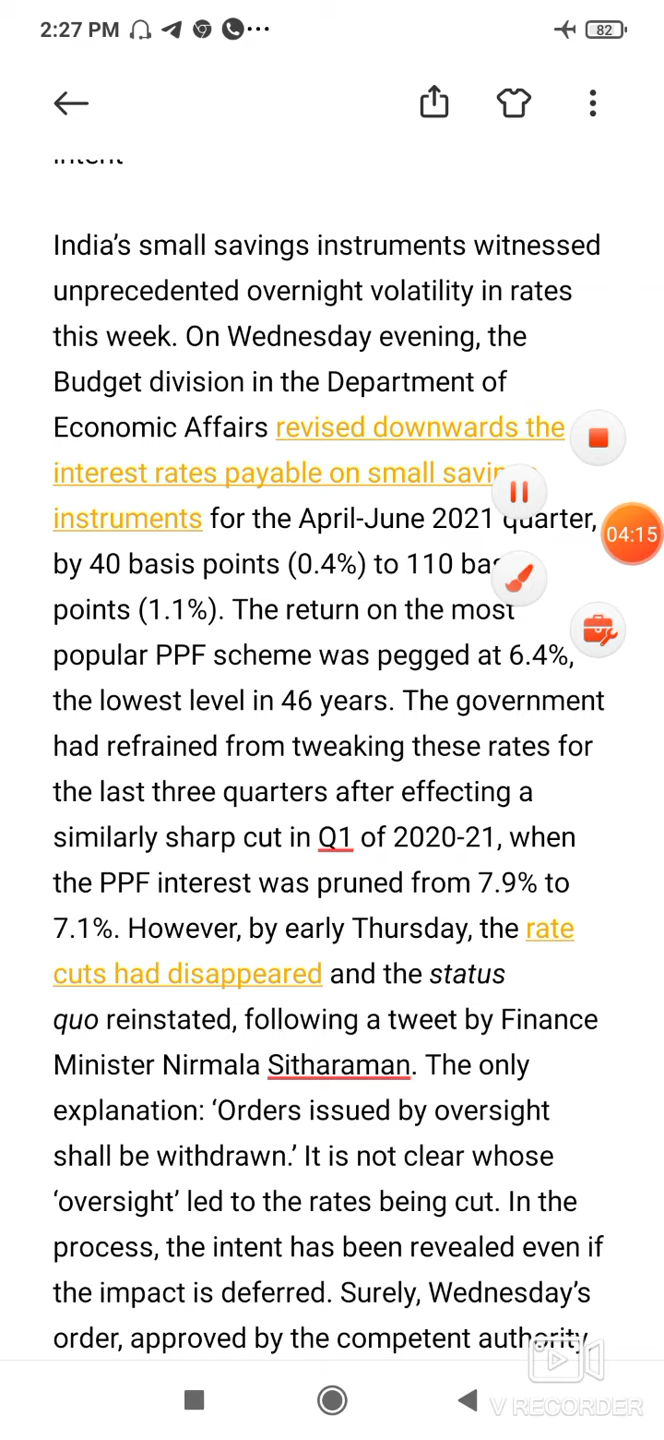 2:27 PM
82
India's small savings instruments witnessed
unprecedented overnight volatility in rates
this week. On Wednesday evening, the
Budget division in the Department of
Economic Affairs revised downwards the
interest rates payable on small
instruments for the April-June 2021 quarter,
04:15
by 40 basis points (0.4%) to 110
points (1.1%). The return on the most
popular PPF scheme was pegged at 6.4%,
the lowest level in 46 years. The government
had refrained from tweaking these rates for
the last three quarters after effecting a
similarly sharp cut in Q1 of 2020-21, when
the PPF interest was pruned from 7.9% to
7.1%. However, by early Thursday, the rate
cuts had disappeared and the status
quo reinstated, following a tweet by Finance
Minister Nirmala Sitharaman. The only
explanation: ‘Orders issued by oversight
shall be withdrawn.’ It is not clear whose
‘oversight’ led to the rates being cut. In the
process, the intent has been revealed even if
the impact is deferred. Surely, Wednesday’s
order, approved by the competent authority,
V RECORDER